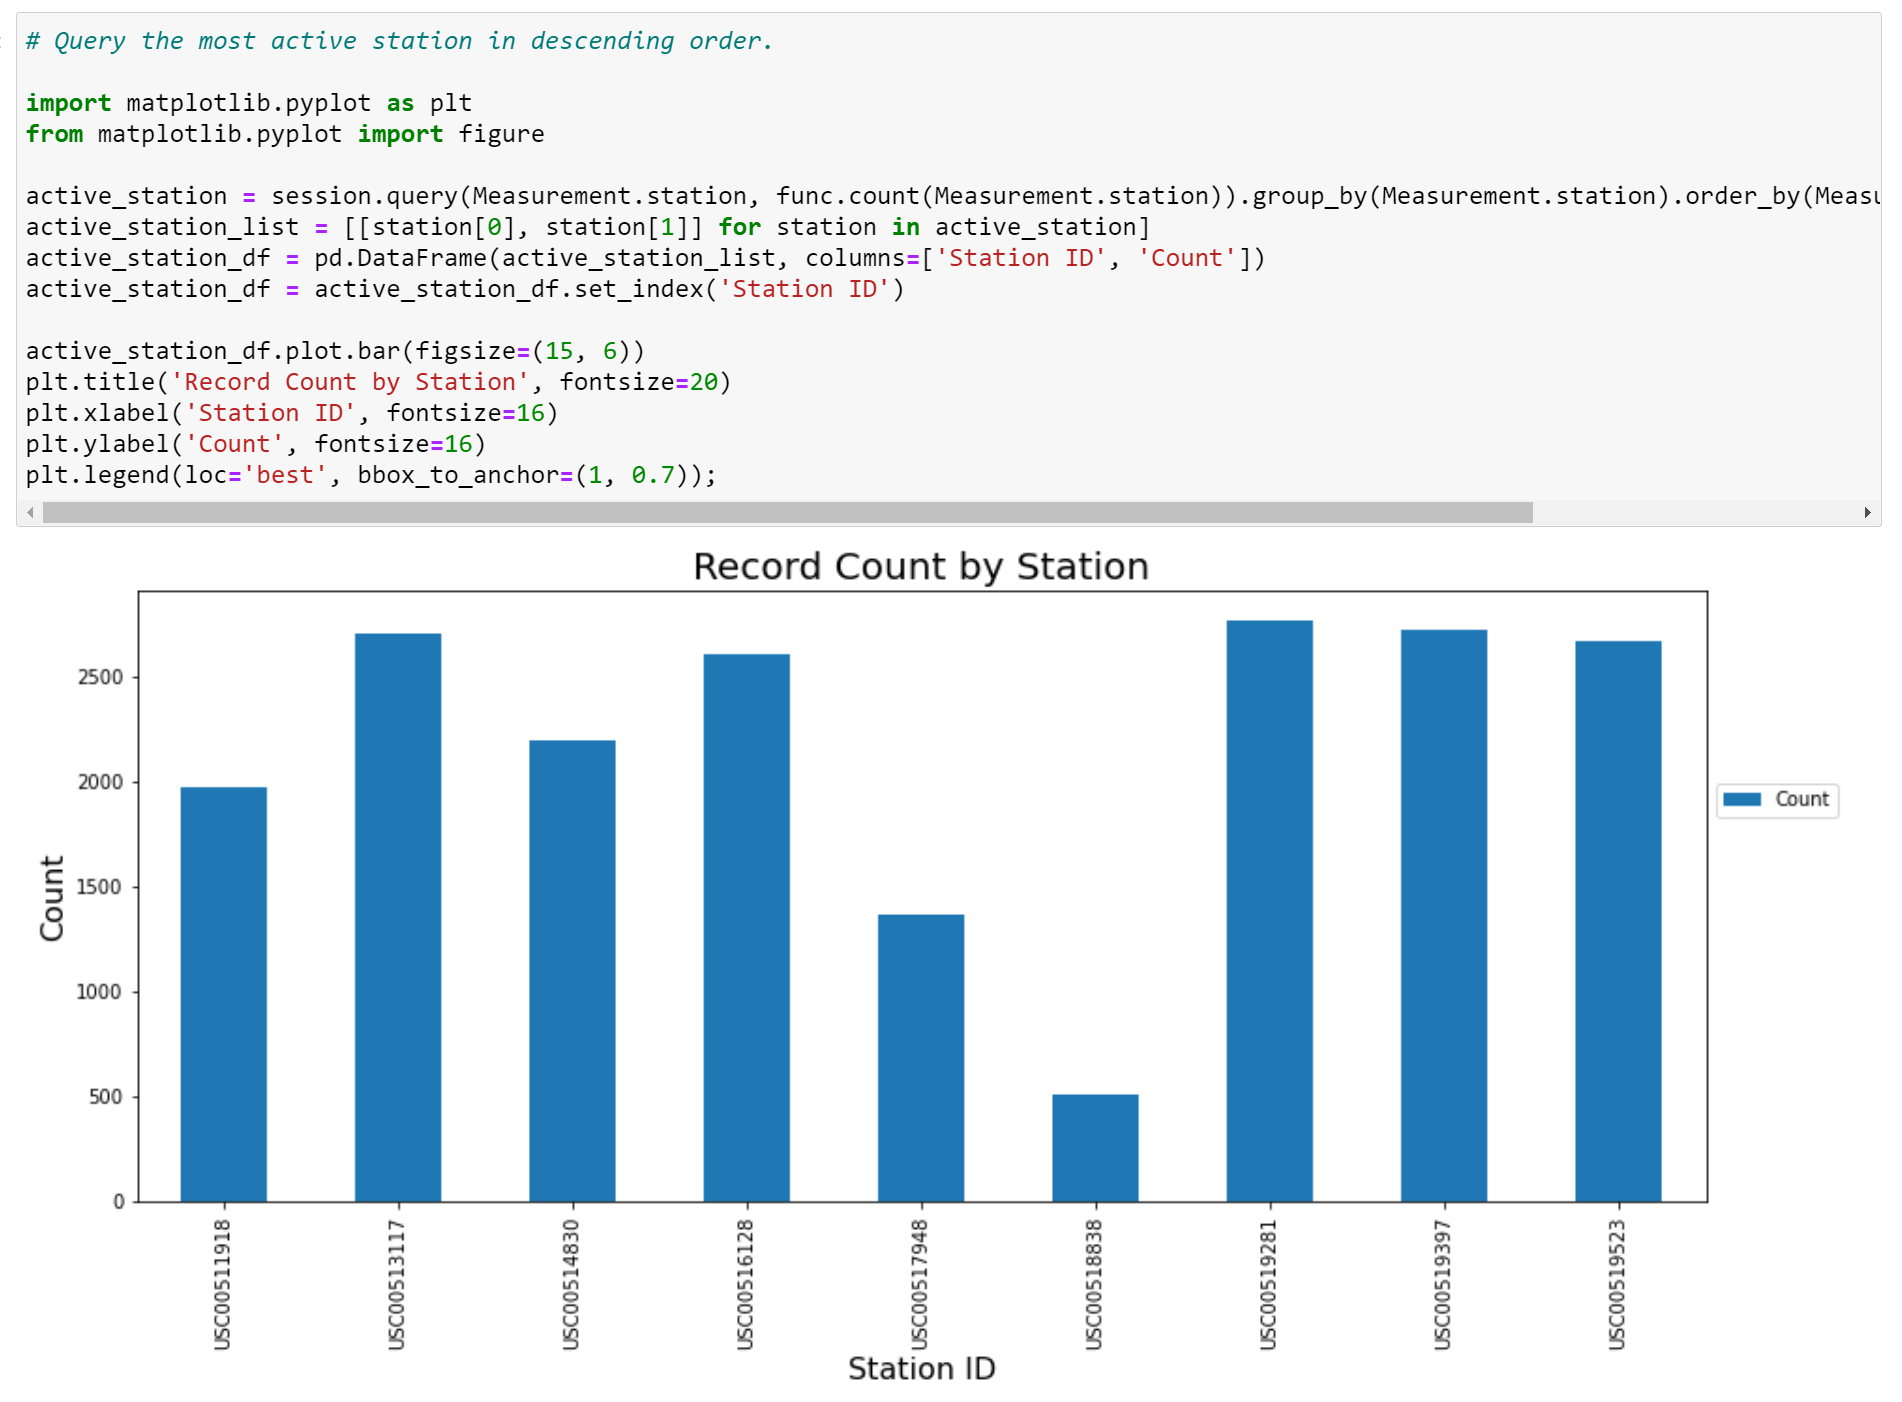 # Query the most active station in descending order.
import matplotlib.pyplot as plt
from matplotlib.pyplot import figure
active_station = session.query(Measurement.station, func.count(Measurement.station)).group_by(Measurement.station).order_by(Measu
active_station_list = [[station[0], station[1]] for station in active_station]
active_station_df = pd.DataFrame(active_station_list, columns=['Station ID', 'Count'])
active_station_df = active_station_df.set_index('Station ID')
active_station_df.plot.bar(figsize=(15, 6))
plt.title('Record Count by Station', fontsize=20)
plt.xlabel('Station ID', fontsize=16)
plt.ylabel('Count', fontsize=16)
plt.legend(loc='best', bbox_to_anchor=(1, 0.7));
Record Count by Station
2500
2000
1500
1000
500
0
Count
Count
USC00511918
USC00513117
USC00514830
USC00516128
USC00517948
USC00518838
USC00519281
USC00519397
USC00519523
Station ID